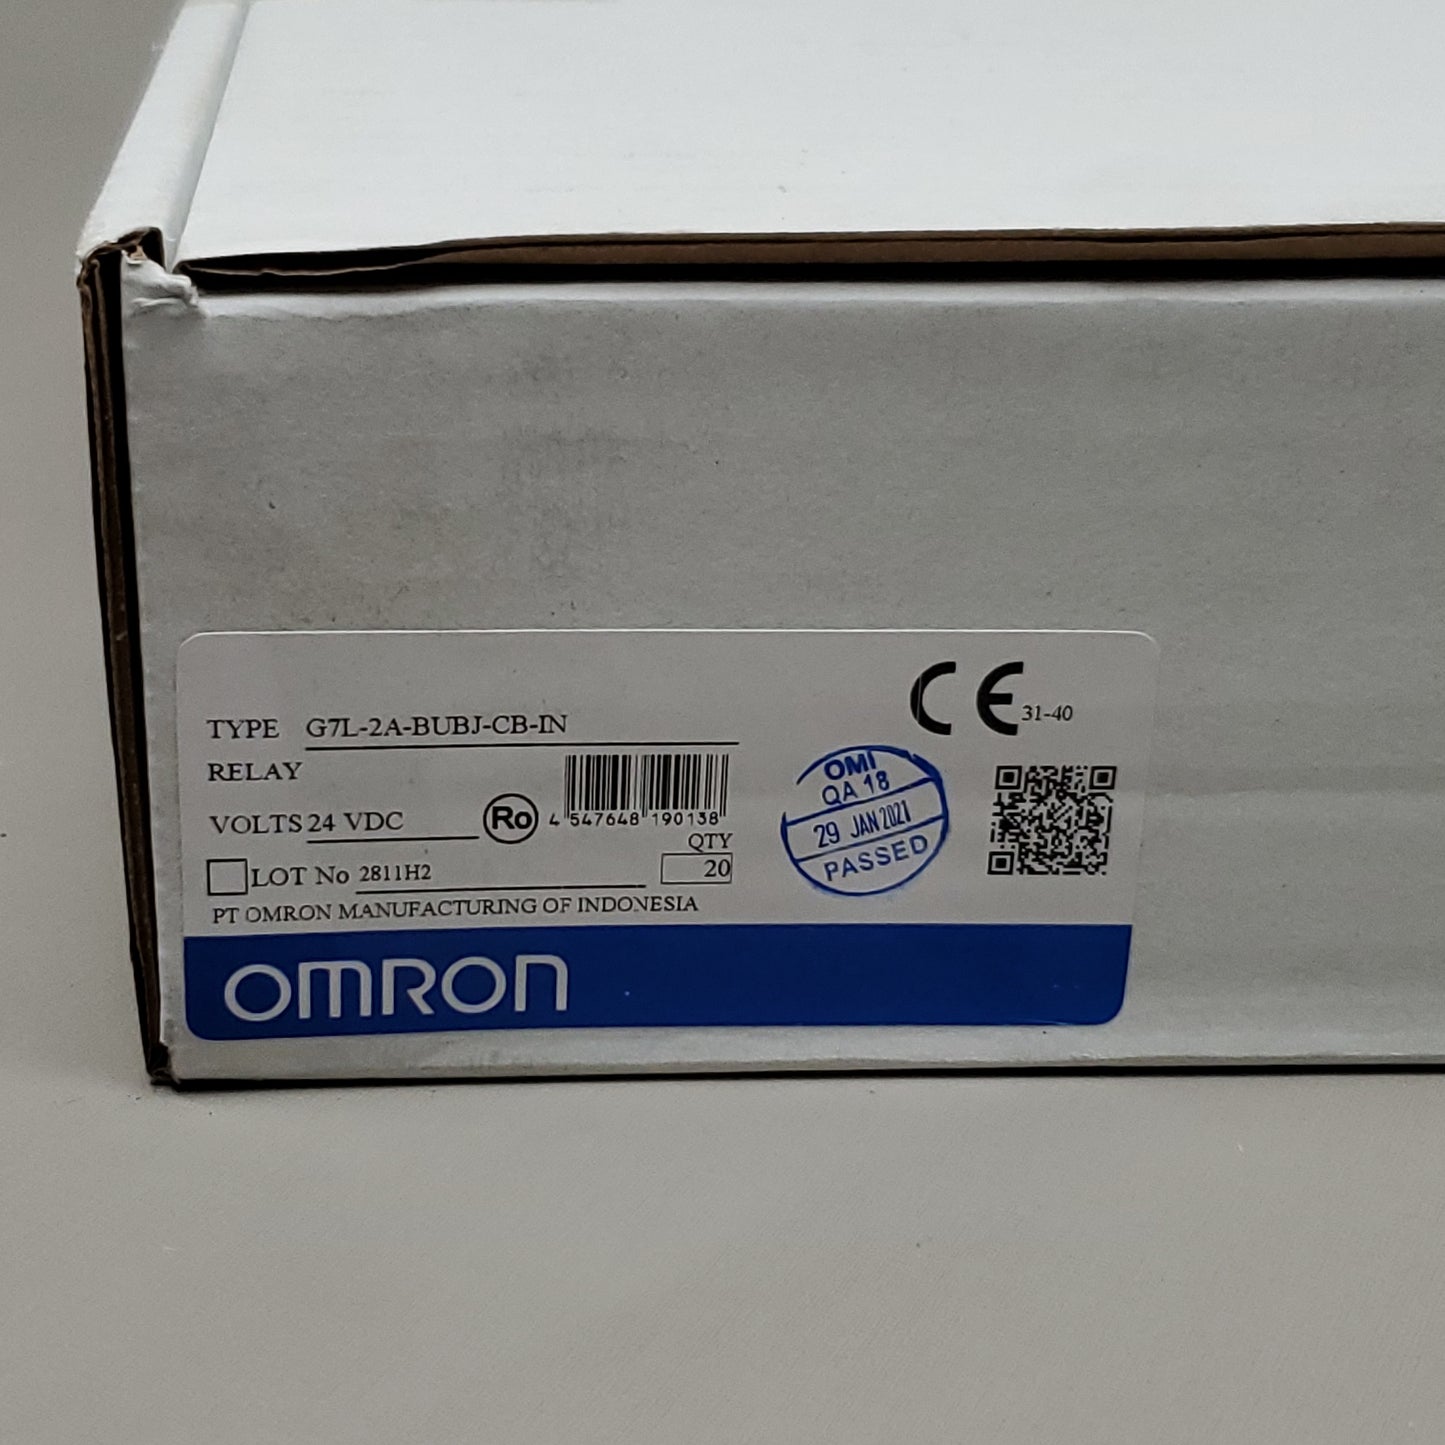 TYPE G7L-2A-BUBJ-CB-IN
RELAY
VOLTS 24 VDC
Ro
4 547648 190138
QTY
20
LOT No 2811H2
PT OMRON MANUFACTURING OF INDONESIA
CE 31-40
OMI
QA 18
29 JAN 2021
PASSED
OMRON